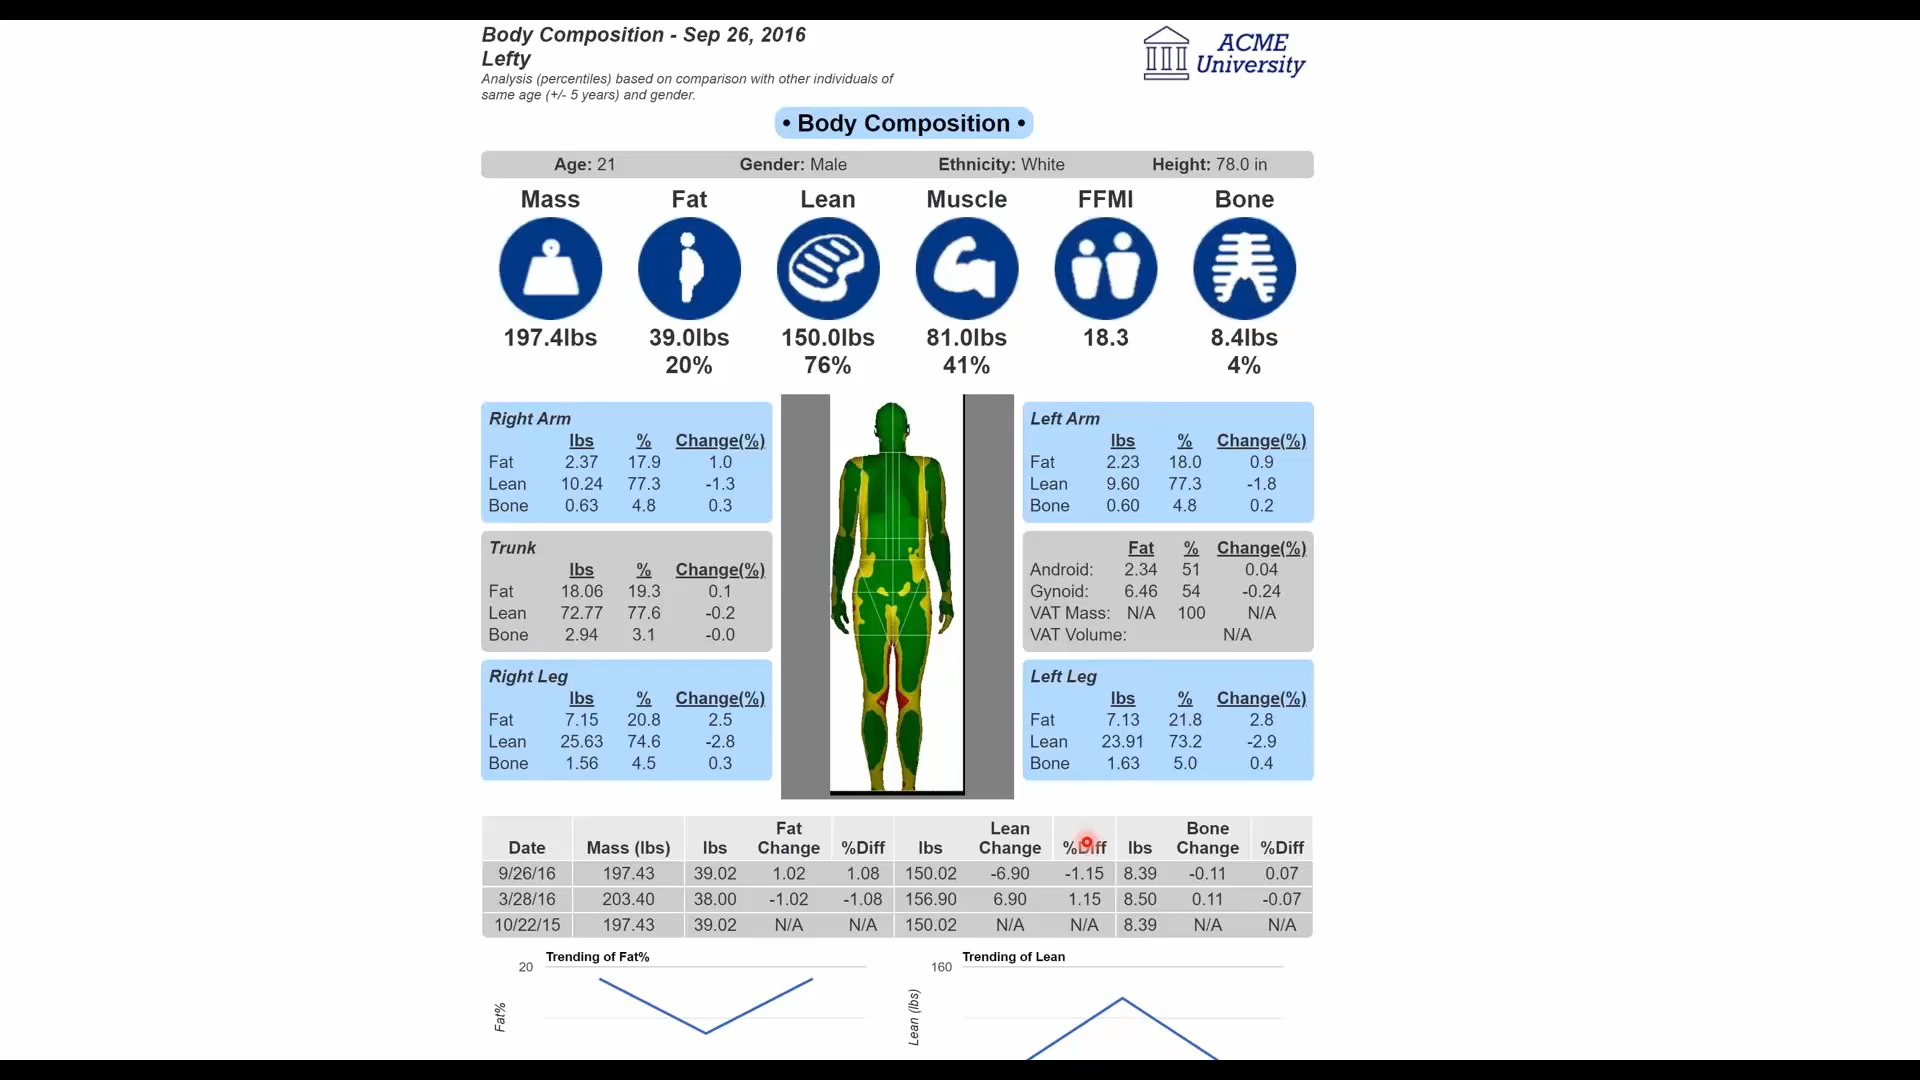 Body Composition - Sep 26, 2016
Lefty
Analysis (percentiles) based on comparison with other individuals of
same age (+/- 5 years) and gender.
ACME
University
• Body Composition •
Age: 21 Gender: Male Ethnicity: White Height: 78.0 in
Mass Fat Lean Muscle FFMI Bone
197.4lbs 39.0lbs 150.0lbs 81.0lbs 18.3 8.4lbs
20% 76% 41% 4%
Right Arm
lbs % Change(%)
Fat 2.37 17.9 1.0
Lean 10.24 77.3 -1.3
Bone 0.63 4.8 0.3
Left Arm
lbs % Change(%)
Fat 2.23 18.0 0.9
Lean 9.60 77.3 -1.8
Bone 0.60 4.8 0.2
Trunk
lbs % Change(%)
Fat 18.06 19.3 0.1
Lean 72.77 77.6 -0.2
Bone 2.94 3.1 -0.0
Fat % Change(%)
Android: 2.34 51 0.04
Gynoid: 6.46 54 -0.24
VAT Mass: N/A 100 N/A
VAT Volume: N/A
Right Leg
lbs % Change(%)
Fat 7.15 20.8 2.5
Lean 25.63 74.6 -2.8
Bone 1.56 4.5 0.3
Left Leg
lbs % Change(%)
Fat 7.13 21.8 2.8
Lean 23.91 73.2 -2.9
Bone 1.63 5.0 0.4
Fat Lean Bone
Date Mass (lbs) lbs Change %Diff lbs Change %Diff lbs Change %Diff
9/26/16 197.43 39.02 1.02 1.08 150.02 -6.90 -1.15 8.39 -0.11 0.07
3/28/16 203.40 38.00 -1.02 -1.08 156.90 6.90 1.15 8.50 0.11 -0.07
10/22/15 197.43 39.02 N/A N/A 150.02 N/A N/A 8.39 N/A N/A
Trending of Fat%
20
Fat%
Trending of Lean
160
Lean (lbs)